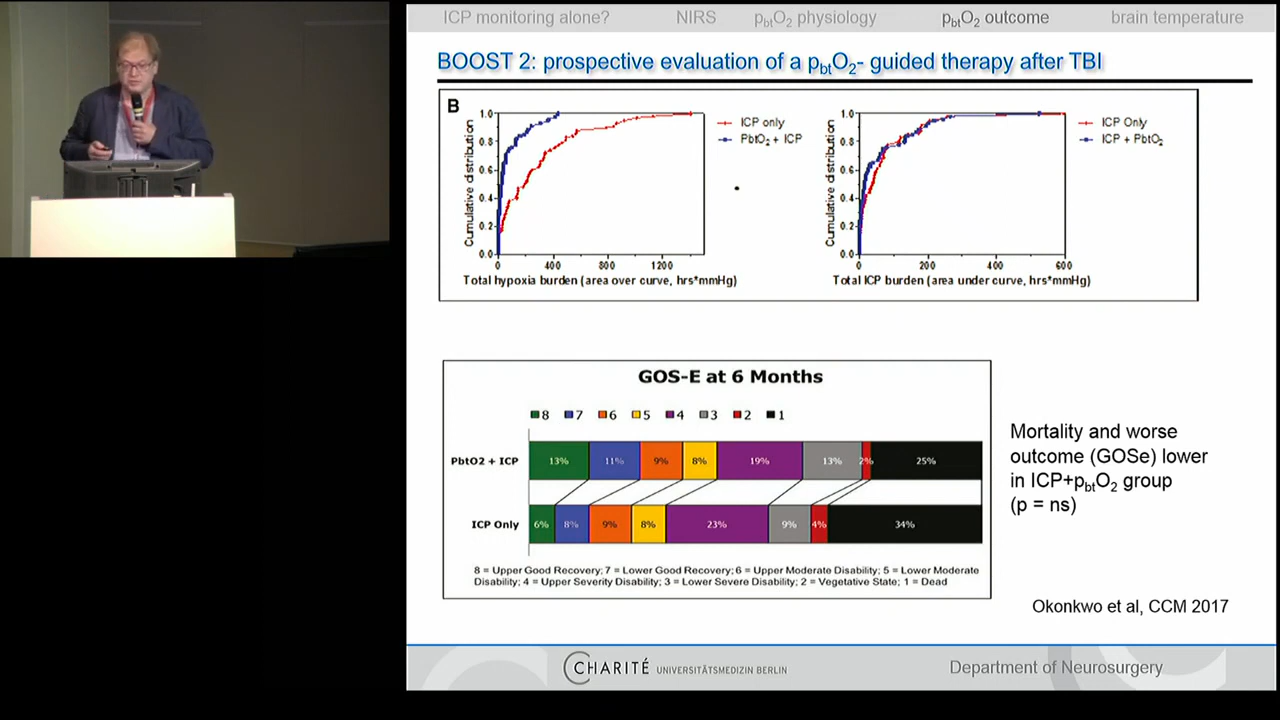 ICP monitoring alone? NIRS pbtO2 physiology pbtO2 outcome brain temperature
BOOST 2: prospective evaluation of a pbtO2- guided therapy after TBI
B
Cumulative distribution
1.0
0.8
0.6
0.4
0.2
0.0
0 400 800 1200
Total hypoxia burden (area over curve, hrs*mmHg)
ICP only
PbtO2 + ICP
Cumulative distribution
1.0
0.8
0.6
0.4
0.2
0.0
0 200 400 600
Total ICP burden (area under curve, hrs*mmHg)
ICP Only
ICP + PbtO2
GOS-E at 6 Months
8 7 6 5 4 3 2 1
PbtO2 + ICP 13% 11% 9% 8% 19% 13% 2% 25%
ICP Only 6% 8% 9% 8% 23% 9% 4% 34%
8 = Upper Good Recovery; 7 = Lower Good Recovery; 6 = Upper Moderate Disability; 5 = Lower Moderate
Disability; 4 = Upper Severity Disability; 3 = Lower Severe Disability; 2 = Vegetative State; 1 = Dead
Mortality and worse
outcome (GOSe) lower
in ICP+pbtO2 group
(p = ns)
Okonkwo et al, CCM 2017
CHARITÉ UNIVERSITÄTSMEDIZIN BERLIN
Department of Neurosurgery